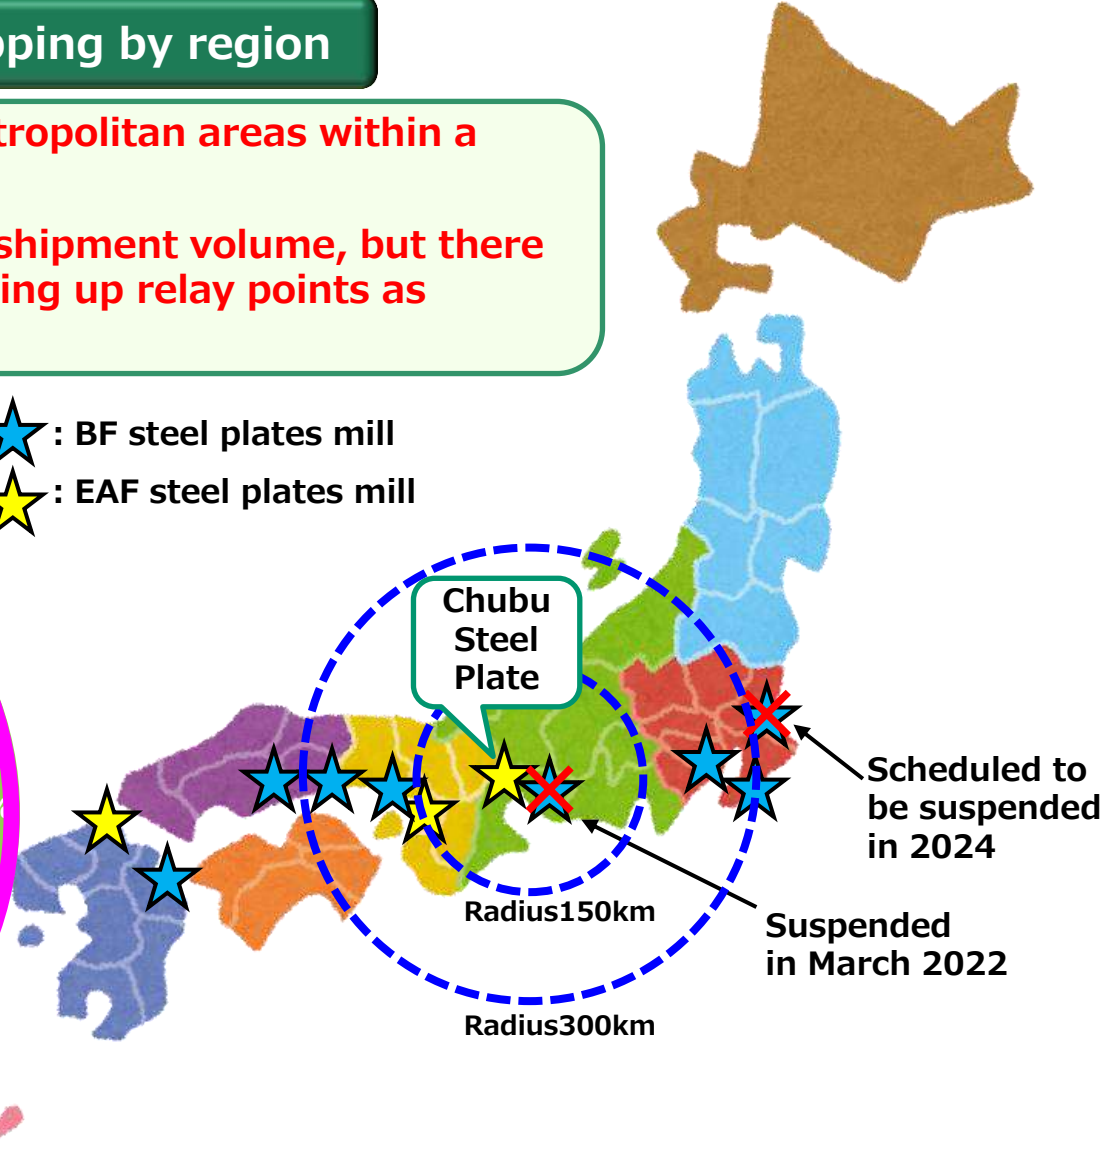 pping by region
tropolitan areas within a
shipment volume, but there
ing up relay points as
: BF steel plates mill
: EAF steel plates mill
Chubu
Steel
Plate
Scheduled to
be suspended
in 2024
Radius150km
Suspended
in March 2022
Radius300km